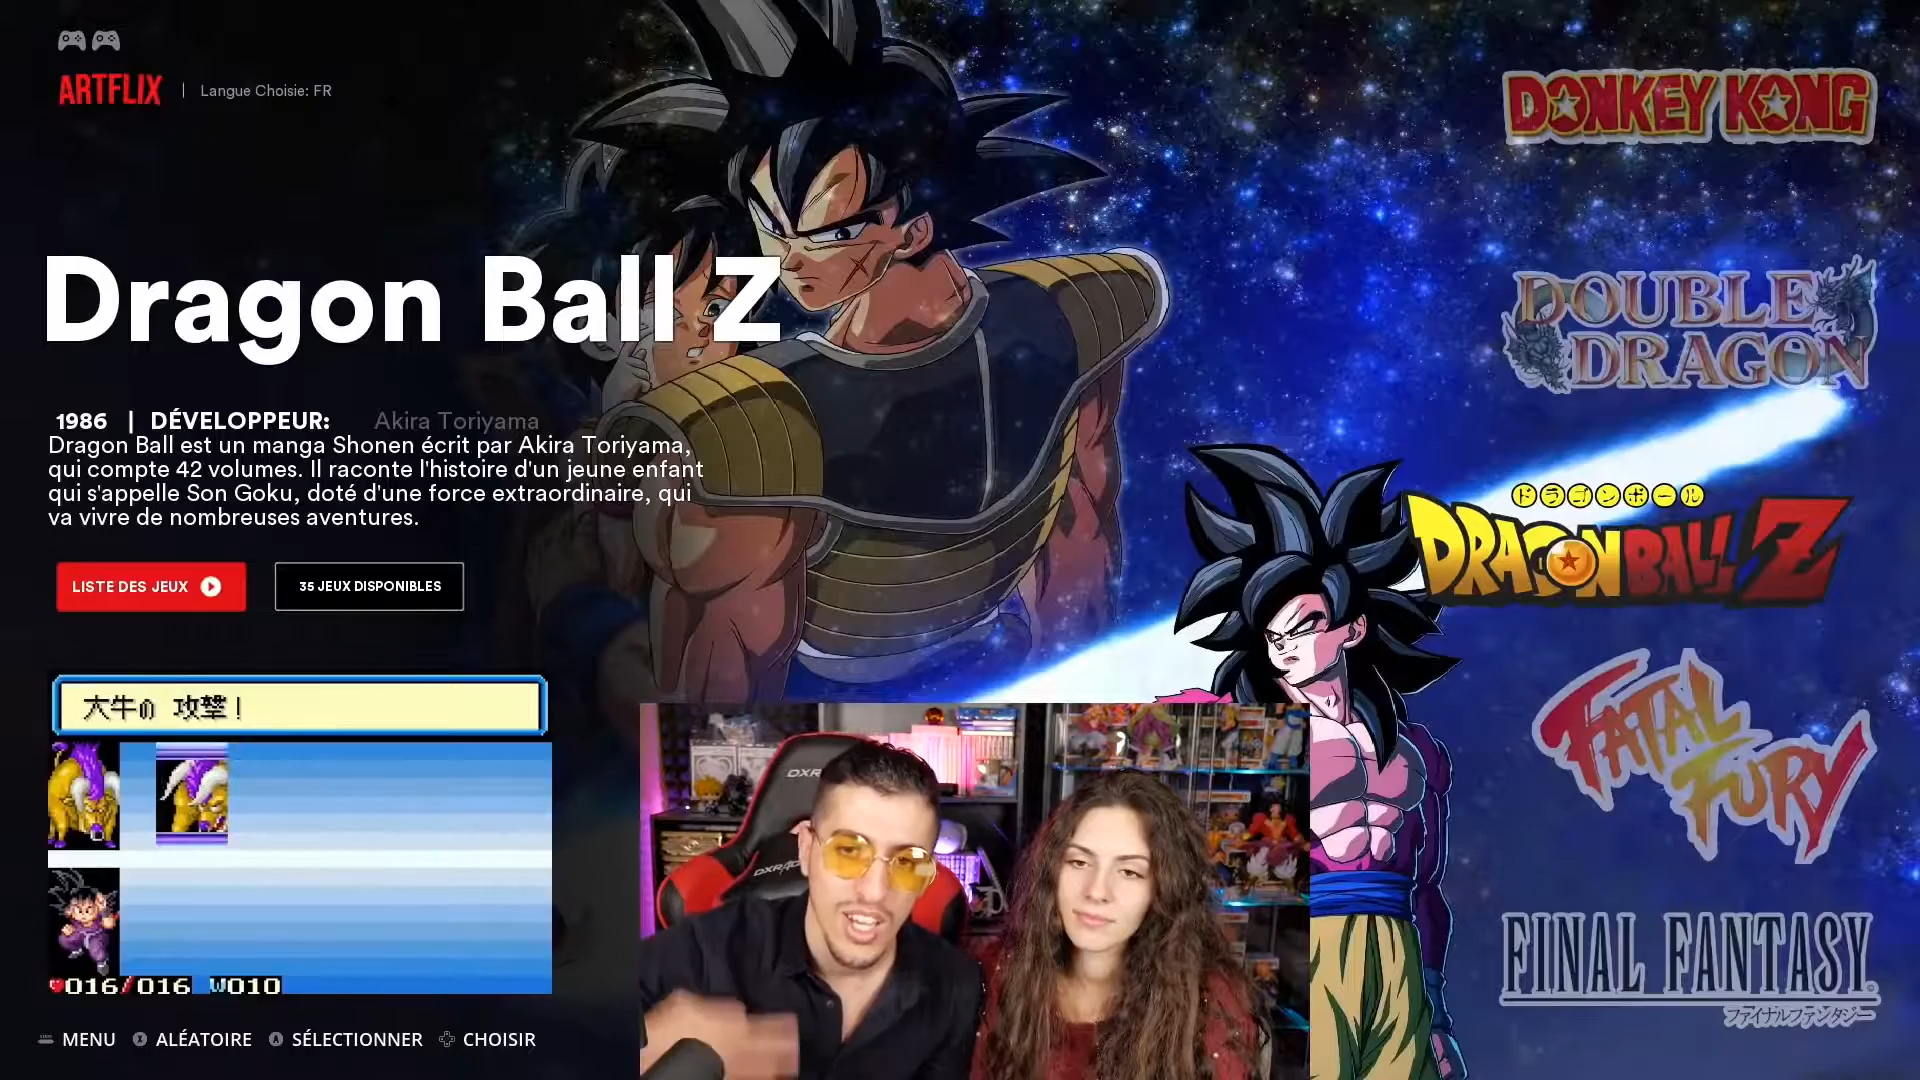 ARTFLIX | Langue Choisie: FR
Dragon Ball Z
1986 | DÉVELOPPEUR: Akira Toriyama
Dragon Ball est un manga Shonen écrit par Akira Toriyama,
qui compte 42 volumes. Il raconte l'histoire d'un jeune enfant
qui s'appelle Son Goku, doté d'une force extraordinaire, qui
va vivre de nombreuses aventures.
LISTE DES JEUX
35 JEUX DISPONIBLES
大牛の 攻撃！
016/016 W010
MENU ALÉATOIRE SÉLECTIONNER CHOISIR
DONKEY KONG
DOUBLE
DRAGON
ドラゴンボール
DRAGON BALL Z
FATAL
FURY
FINAL FANTASY
ファイナルファンタジー
DXRACER